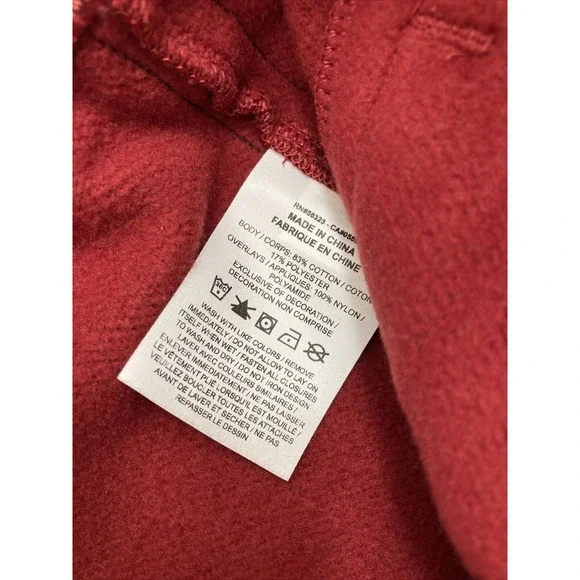 MADE IN CHINA
FABRIQUE EN CHINE
BODY / CORPS: 83% COTTON / COTON
17% POLYESTER
OVERLAYS / APPLIQUES: 100% NYLON /
POLYAMIDE
EXCLUSIVE OF DECORATION /
DECORATION NON COMPRISE
WASH WITH LIKE COLORS / REMOVE
IMMEDIATELY / DO NOT ALLOW TO LAY ON
ITSELF WHEN WET / FASTEN ALL CLOSURES
TO WASH AND DRY / DO NOT IRON DESIGN
LAVER AVEC COULEURS SIMILAIRES /
ENLEVER IMMÉDIATEMENT / NE PAS LAISSER
LE VÊTEMENT PLIÉ LORSQU'IL EST MOUILLÉ /
VEUILLEZ BOUCLER TOUTES LES ATTACHES
AVANT DE LAVER ET SECHER / NE PAS
REPASSER LE DESSIN